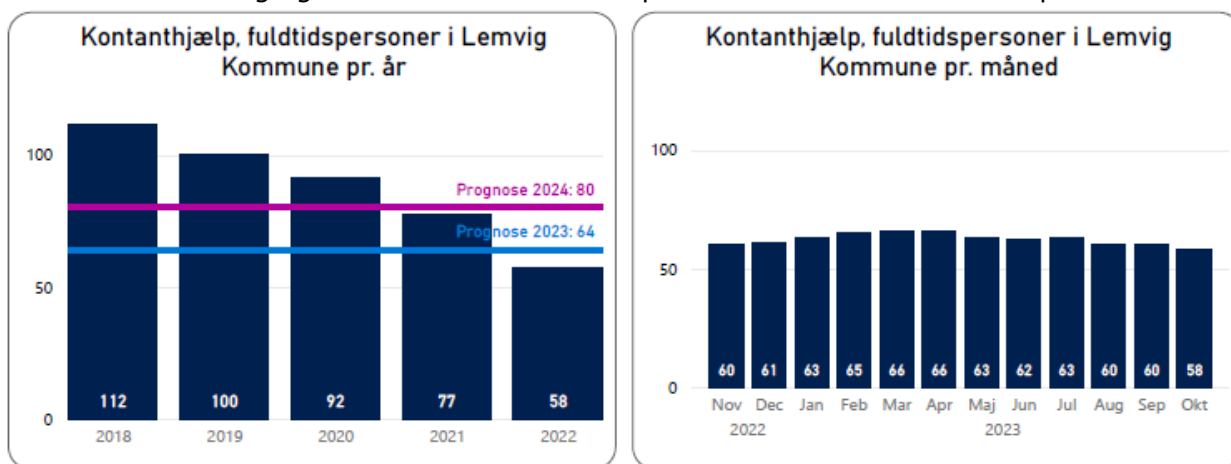 Kontanthjælp, fuldtidspersoner i Lemvig
Kommune pr. år
100
50
0
Prognose 2024: 80
Prognose 2023: 64
112 100 92 77 58
2018 2019 2020 2021 2022
Kontanthjælp, fuldtidspersoner i Lemvig
Kommune pr. måned
100
50
0
60 61 63 65 66 66 63 62 63 60 60 58
Nov Dec Jan Feb Mar Apr Maj Jun Jul Aug Sep Okt
2022 2023